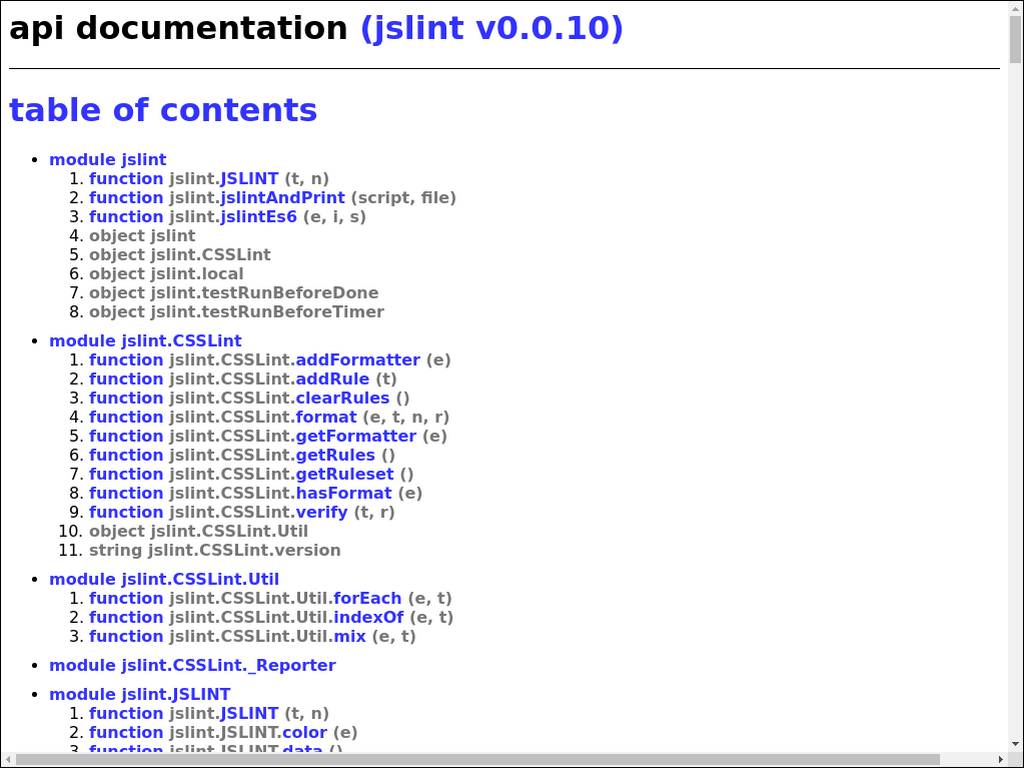 api documentation (jslint v0.0.10)
table of contents
• module jslint
1. function jslint.JSLINT (t, n)
2. function jslint.jslintAndPrint (script, file)
3. function jslint.jslintEs6 (e, i, s)
4. object jslint
5. object jslint.CSSLint
6. object jslint.local
7. object jslint.testRunBeforeDone
8. object jslint.testRunBeforeTimer
• module jslint.CSSLint
1. function jslint.CSSLint.addFormatter (e)
2. function jslint.CSSLint.addRule (t)
3. function jslint.CSSLint.clearRules ()
4. function jslint.CSSLint.format (e, t, n, r)
5. function jslint.CSSLint.getFormatter (e)
6. function jslint.CSSLint.getRules ()
7. function jslint.CSSLint.getRuleset ()
8. function jslint.CSSLint.hasFormat (e)
9. function jslint.CSSLint.verify (t, r)
10. object jslint.CSSLint.Util
11. string jslint.CSSLint.version
• module jslint.CSSLint.Util
1. function jslint.CSSLint.Util.forEach (e, t)
2. function jslint.CSSLint.Util.indexOf (e, t)
3. function jslint.CSSLint.Util.mix (e, t)
• module jslint.CSSLint._Reporter
• module jslint.JSLINT
1. function jslint.JSLINT (t, n)
2. function jslint.JSLINT.color (e)
3. function jslint.JSLINT.data ()